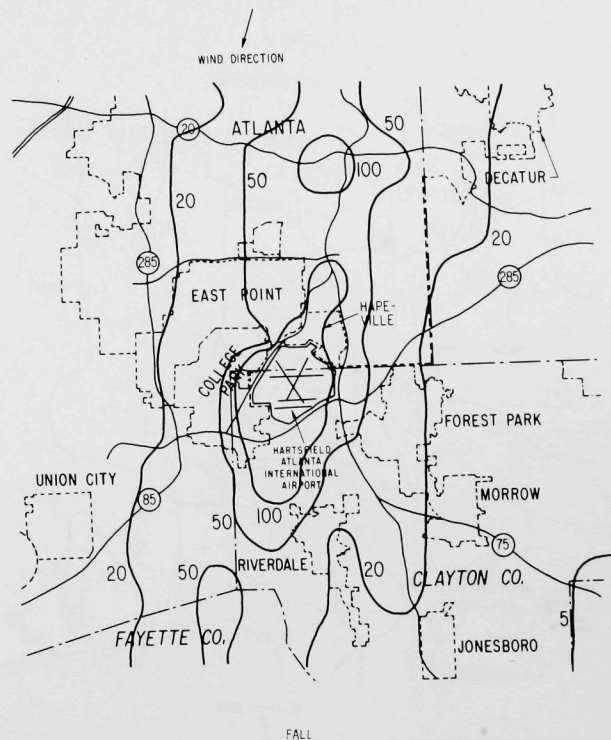 WIND DIRECTION
20
ATLANTA
50
100
DECATUR
50
20
20
285
285
EAST POINT
HAPE-
VILLE
COLLEGE
PARK
FOREST PARK
HARTSFIELD
ATLANTA
INTERNATIONAL
AIRPORT
UNION CITY
MORROW
85
50
100
75
20
50
RIVERDALE
20
CLAYTON CO.
FAYETTE CO.
JONESBORO
5
FALL